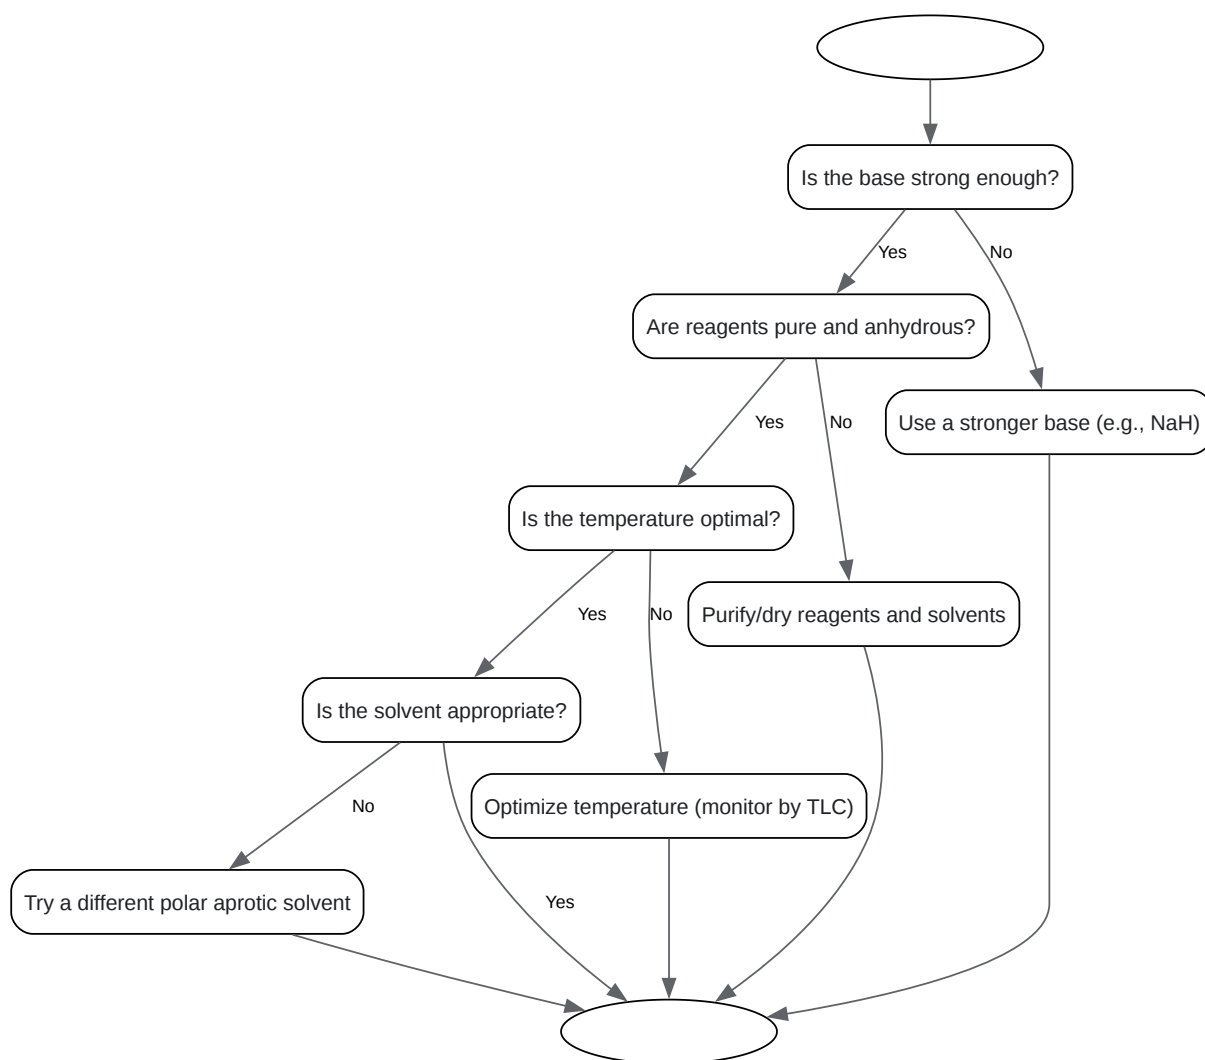 Is the base strong enough?
Yes
No
Are reagents pure and anhydrous?
Yes
No
Use a stronger base (e.g., NaH)
Is the temperature optimal?
Yes
No
Purify/dry reagents and solvents
Is the solvent appropriate?
No
Optimize temperature (monitor by TLC)
Yes
Try a different polar aprotic solvent